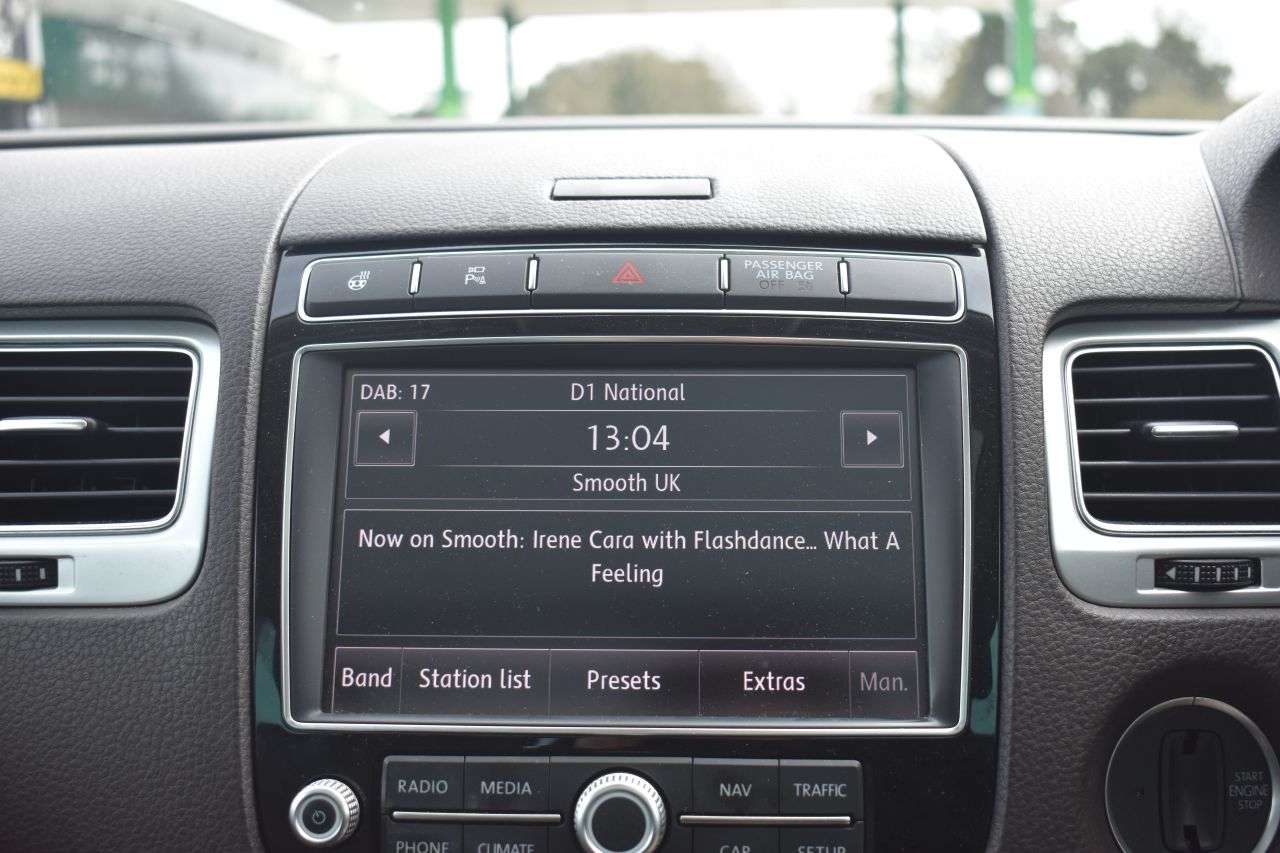 PASSENGER
AIR BAG
OFF
DAB: 17 D1 National
13:04
Smooth UK
Now on Smooth: Irene Cara with Flashdance... What A
Feeling
Band Station list Presets Extras Man.
RADIO MEDIA NAV TRAFFIC
PHONE CLIMATE CAR SETUP
START
ENGINE
STOP